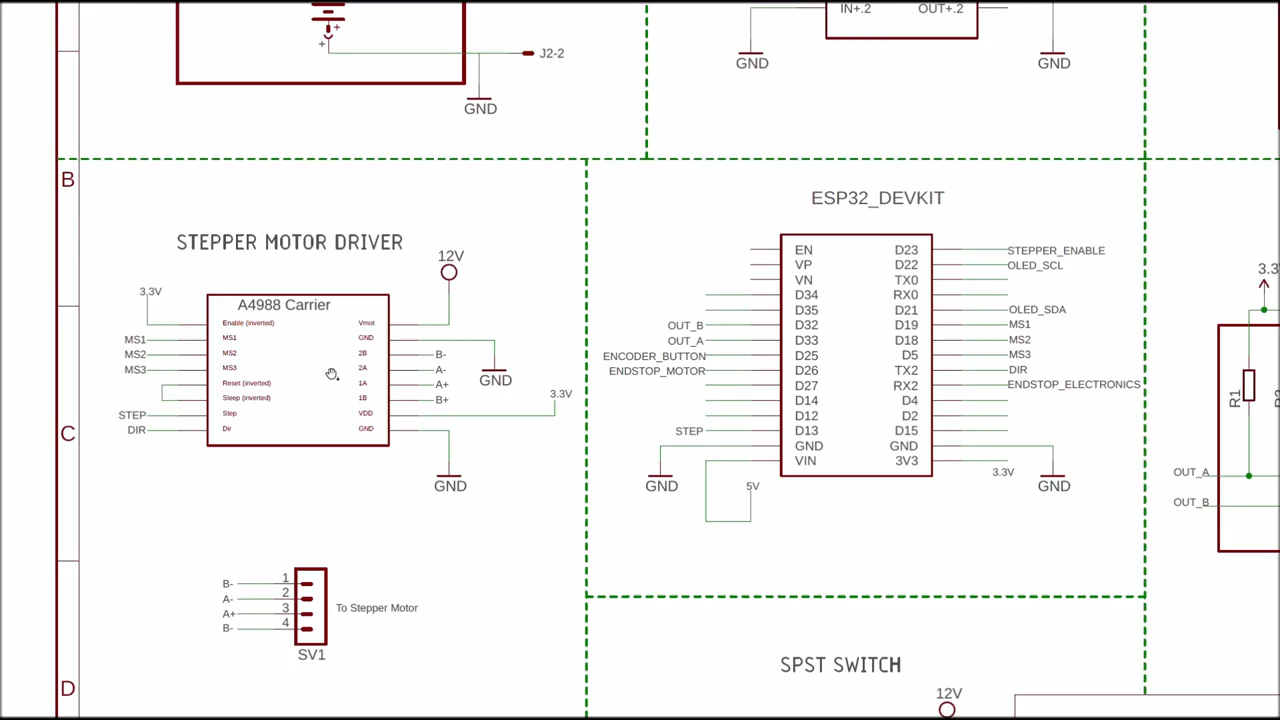 IN+.2 OUT+.2
+
+
J2-2
GND GND
GND
B
ESP32_DEVKIT
STEPPER MOTOR DRIVER
12V
3.3V
A4988 Carrier
Enable (inverted) Vmot
MS1 MS1 GND
MS2 MS2 2B B-
MS3 MS3 2A A-
Reset (inverted) 1A A+
Sleep (inverted) 1B B+
STEP Step VDD 3.3V
DIR Dir GND
GND
GND
EN D23 STEPPER_ENABLE
VP D22 OLED_SCL
VN TX0
D34 RX0
D35 D21 OLED_SDA
OUT_B D32 D19 MS1
OUT_A D33 D18 MS2
ENCODER_BUTTON D25 D5 MS3
ENDSTOP_MOTOR D26 TX2 DIR
D27 RX2 ENDSTOP_ELECTRONICS
D14 D4
D12 D2
STEP D13 D15
GND GND
VIN 3V3
GND 5V 3.3V GND
3.3
R1
OUT_A
OUT_B
C
B- 1
A- 2
A+ 3
B- 4
To Stepper Motor
SV1
SPST SWITCH
D
12V